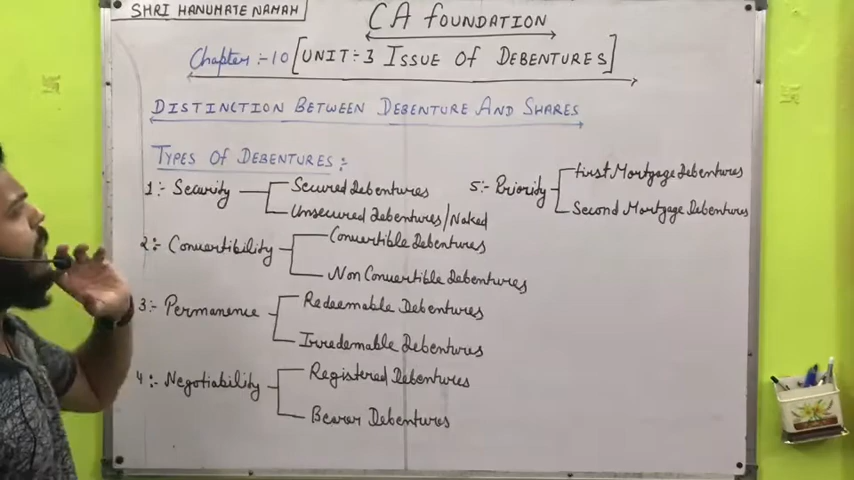 SHRI HANUMATE NAMAH
CA FOUNDATION
Chapter :- 10 [UNIT :- 3 ISSUE OF DEBENTURES]
DISTINCTION BETWEEN DEBENTURE AND SHARES
TYPES OF DEBENTURES :-
1 :- Security
Secured Debentures
Unsecured Debentures/Naked
2 :- Convertibility
Convertible Debentures
Non Convertible Debentures
3 :- Permanence
Redeemable Debentures
Irredemable Debentures
4 :- Negotiability
Registered Debentures
Bearer Debentures
5 :- Priority
First Mortgage Debentures
Second Mortgage Debentures